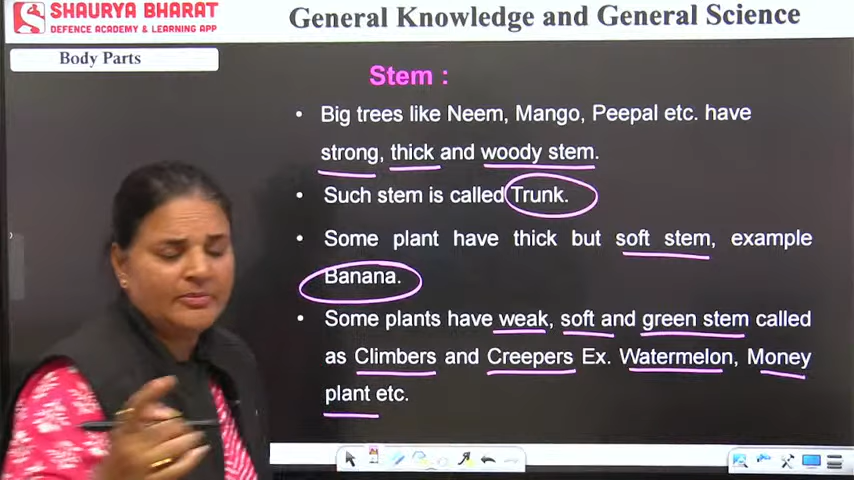 SHAURYA BHARAT
DEFENCE ACADEMY & LEARNING APP
General Knowledge and General Science
Body Parts
Stem :
• Big trees like Neem, Mango, Peepal etc. have
strong, thick and woody stem.
• Such stem is called Trunk.
• Some plant have thick but soft stem, example
Banana.
• Some plants have weak, soft and green stem called
as Climbers and Creepers Ex. Watermelon, Money
plant etc.